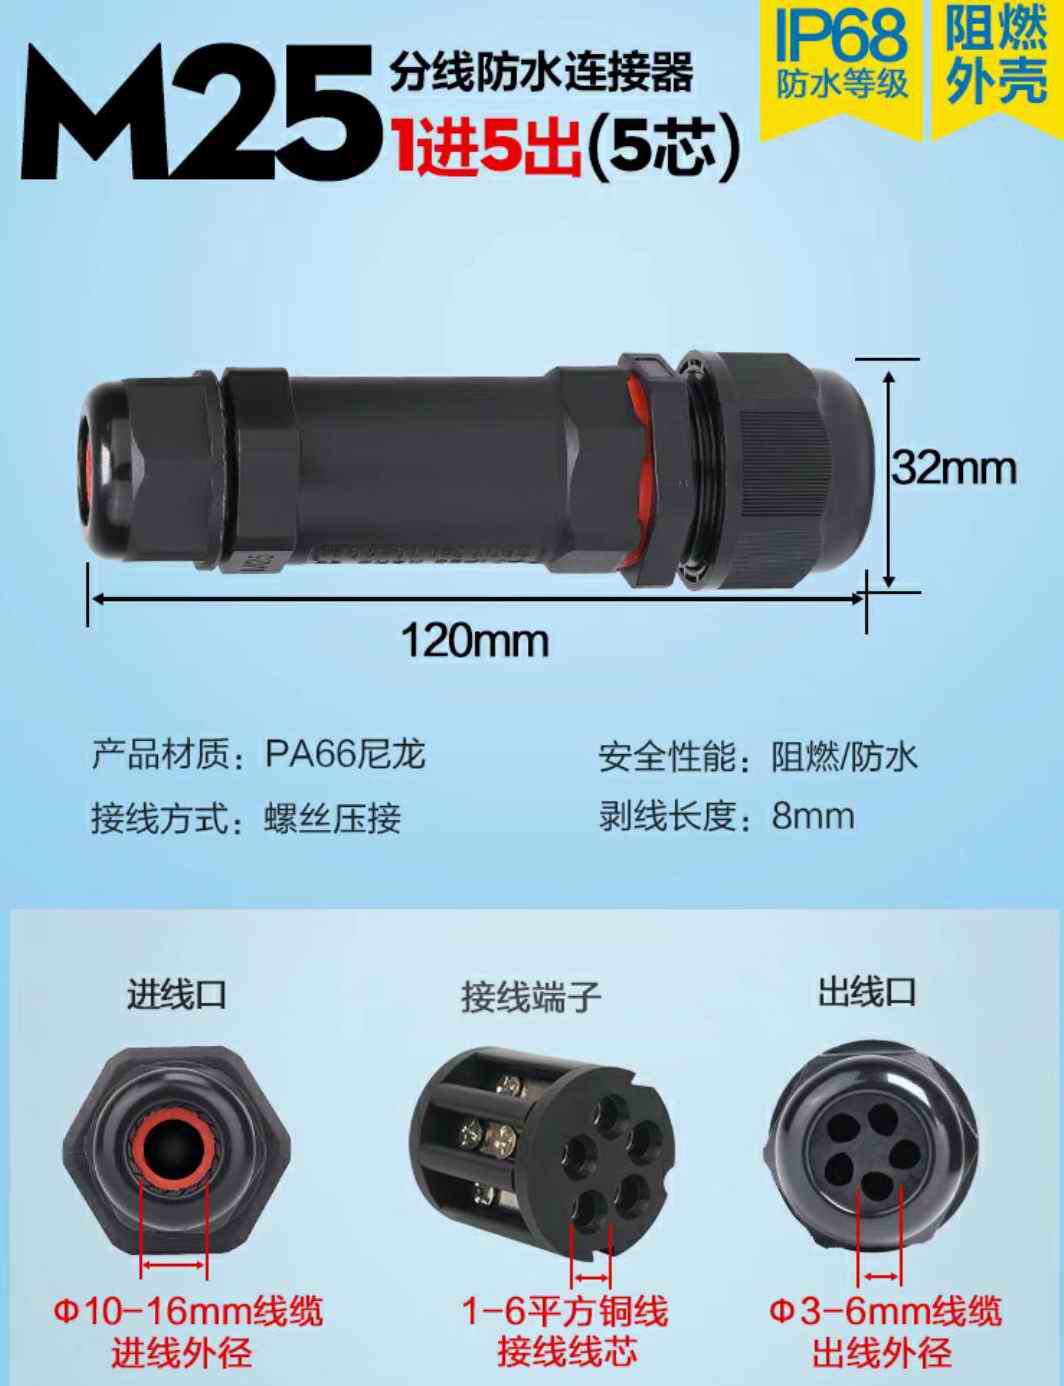 M25
分线防水连接器
1进5出(5芯)
IP68
防水等级
阻燃
外壳
32mm
M25
120mm
产品材质：PA66尼龙
安全性能：阻燃/防水
接线方式：螺丝压接
剥线长度：8mm
进线口
接线端子
出线口
Φ10-16mm线缆
进线外径
1-6平方铜线
接线线芯
Φ3-6mm线缆
出线外径